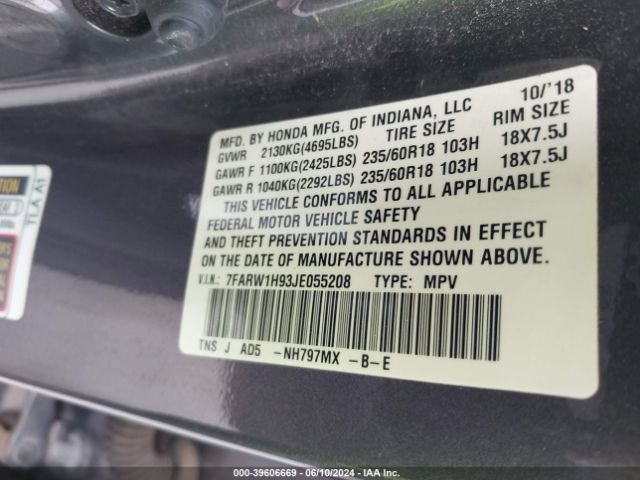 MFD. BY HONDA MFG. OF INDIANA, LLC 10/'18
GVWR 2130KG(4695LBS) TIRE SIZE RIM SIZE
GAWR F 1100KG(2425LBS) 235/60R18 103H 18X7.5J
GAWR R 1040KG(2292LBS) 235/60R18 103H 18X7.5J
THIS VEHICLE CONFORMS TO ALL APPLICABLE
FEDERAL MOTOR VEHICLE SAFETY
AND THEFT PREVENTION STANDARDS IN EFFECT
ON THE DATE OF MANUFACTURE SHOWN ABOVE.
V.I.N.: 7FARW1H93JE055208 TYPE: MPV
TNS J AD5 -NH797MX -B-E
TLA A1
00-39606669 - 06/10/2024 - IAA Inc.